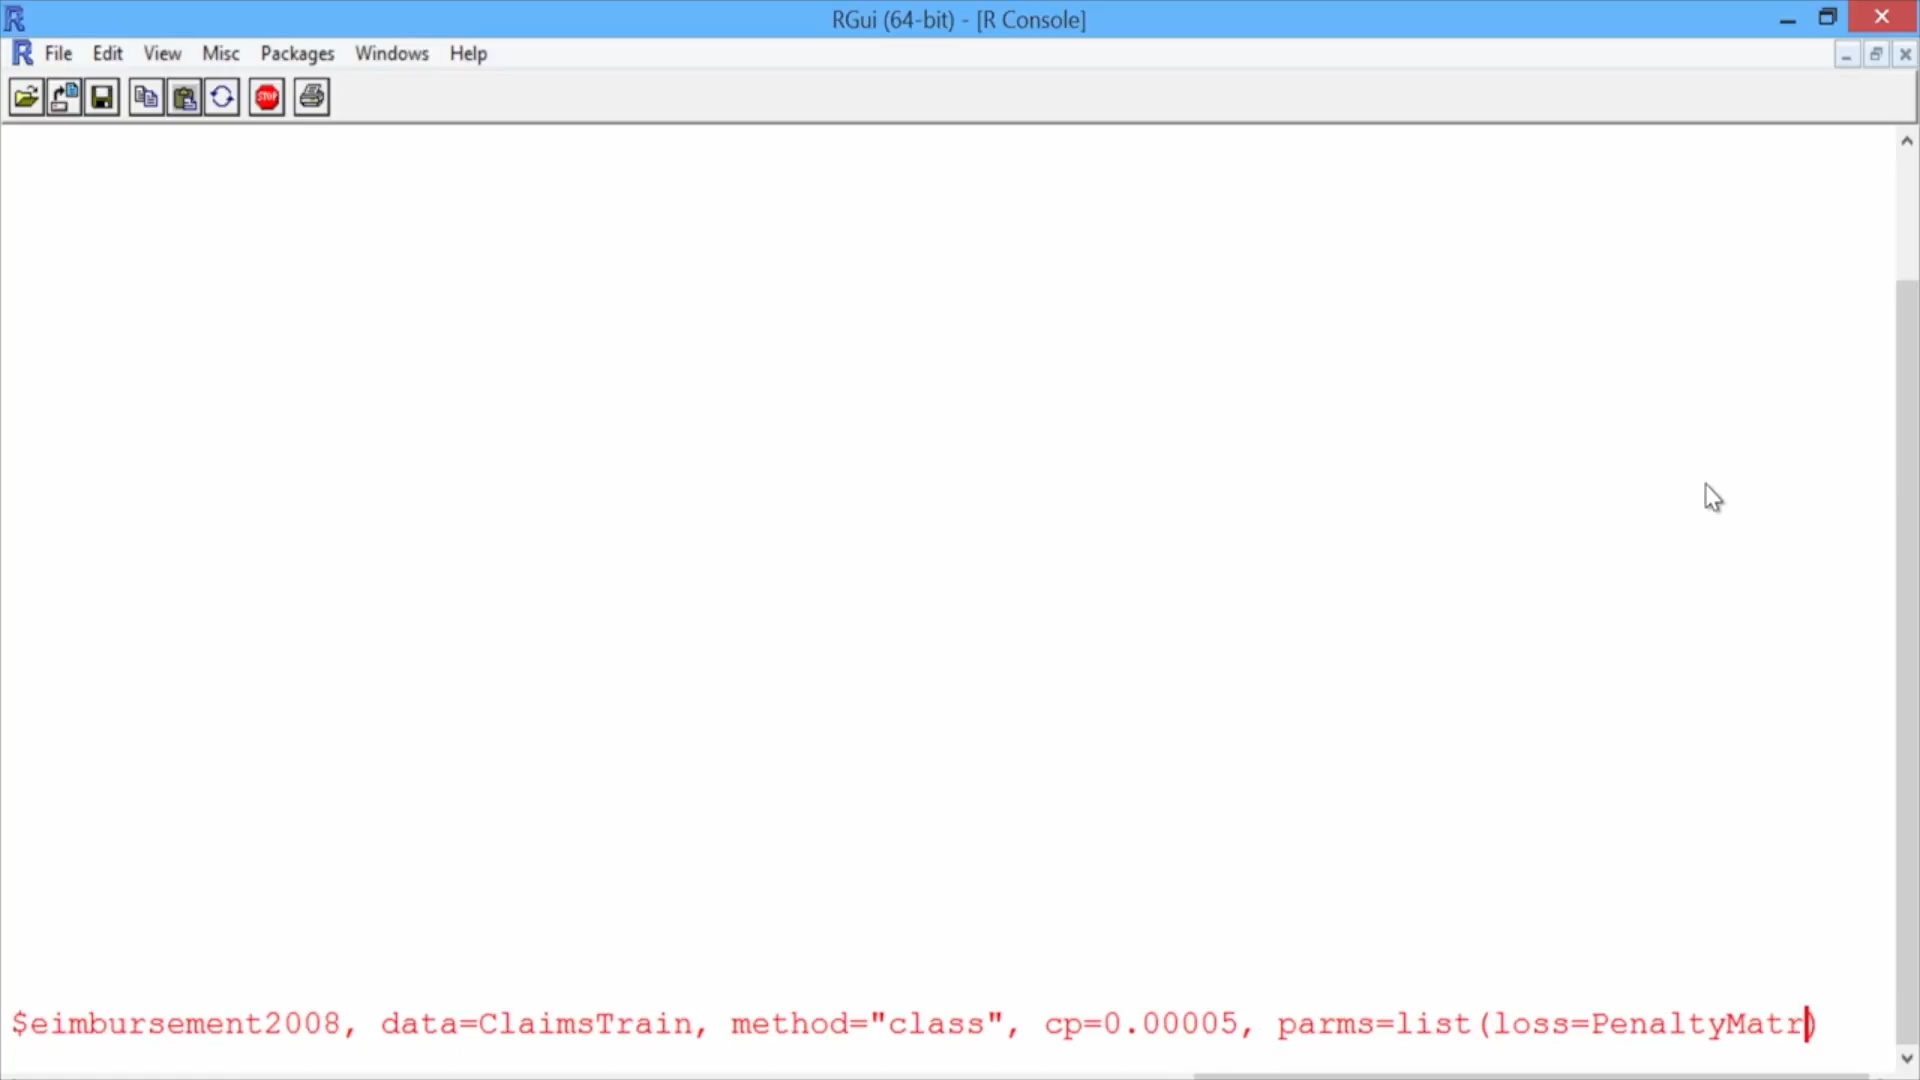 RGui (64-bit) - [R Console]
File Edit View Misc Packages Windows Help
STOP
$eimbursement2008, data=ClaimsTrain, method="class", cp=0.00005, parms=list(loss=PenaltyMatr)